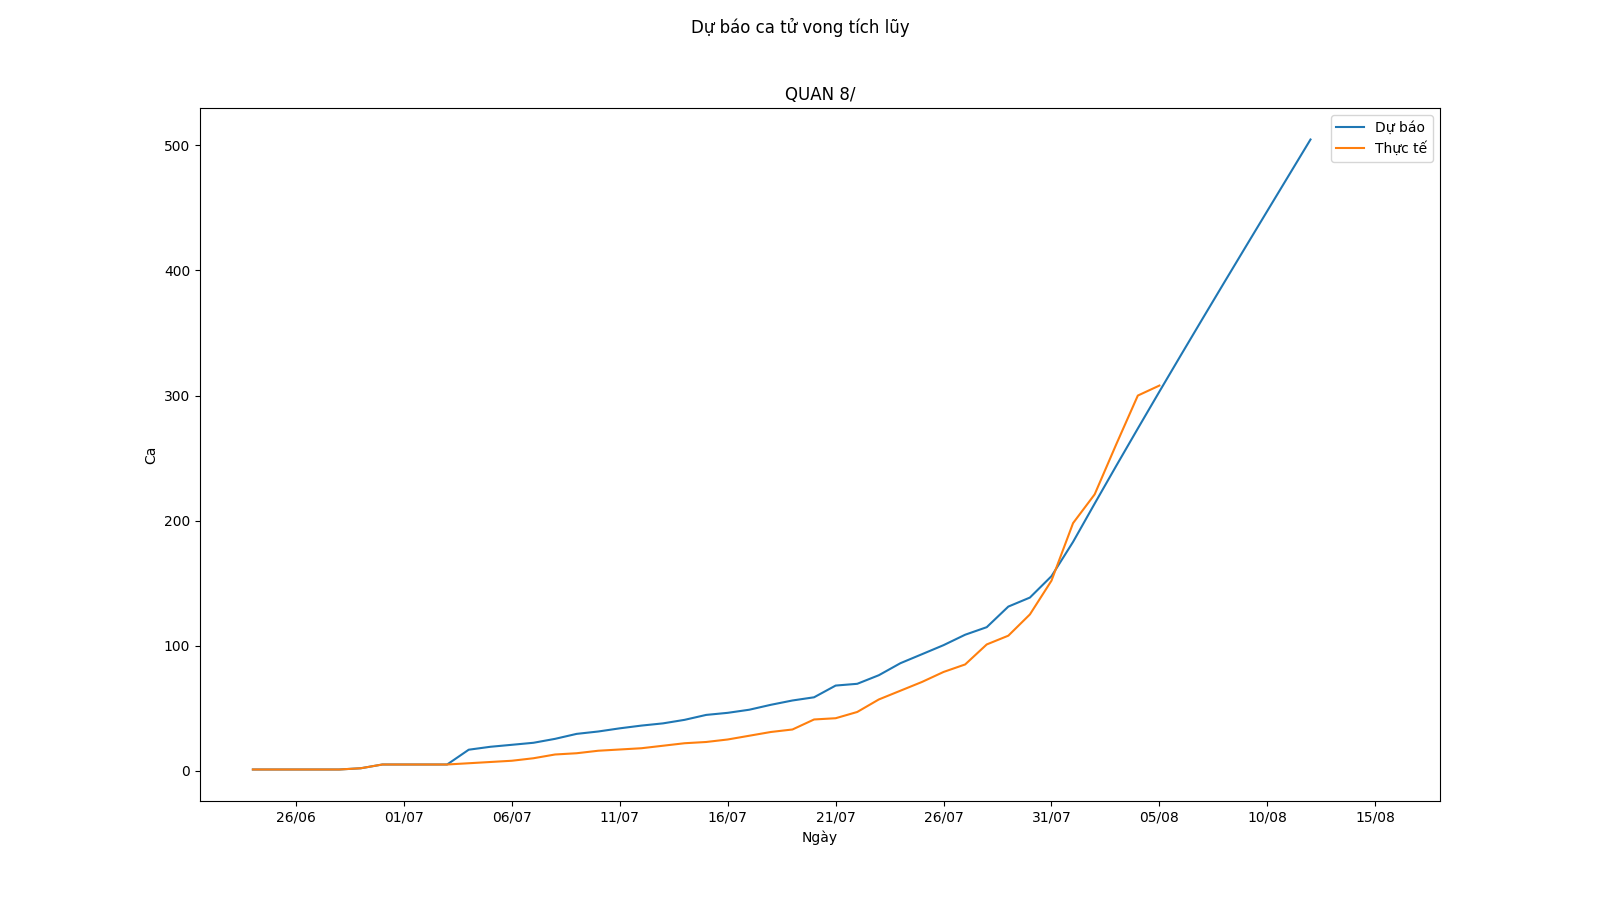 Dự báo ca tử vong tích lũy
QUAN 8/
Dự báo
Thực tế
500
400
300
200
100
0
Ca
26/06 01/07 06/07 11/07 16/07 21/07 26/07 31/07 05/08 10/08 15/08
Ngày